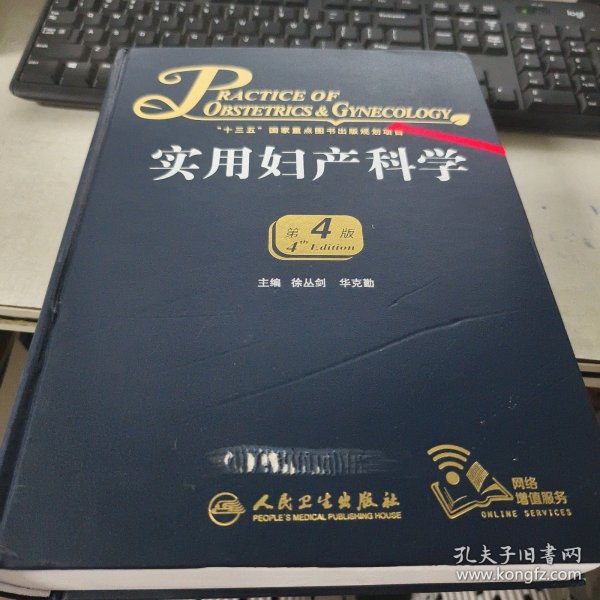 PRACTICE OF
OBSTETRICS & GYNECOLOGY
"十三五"国家重点图书出版规划项目
实用妇产科学
第4版
4th Edition
主编 徐丛剑 华克勤
人民卫生出版社
PEOPLE'S MEDICAL PUBLISHING HOUSE
网络
增值服务
ONLINE SERVICES
logi
孔夫子旧书网
www.kongfz.com